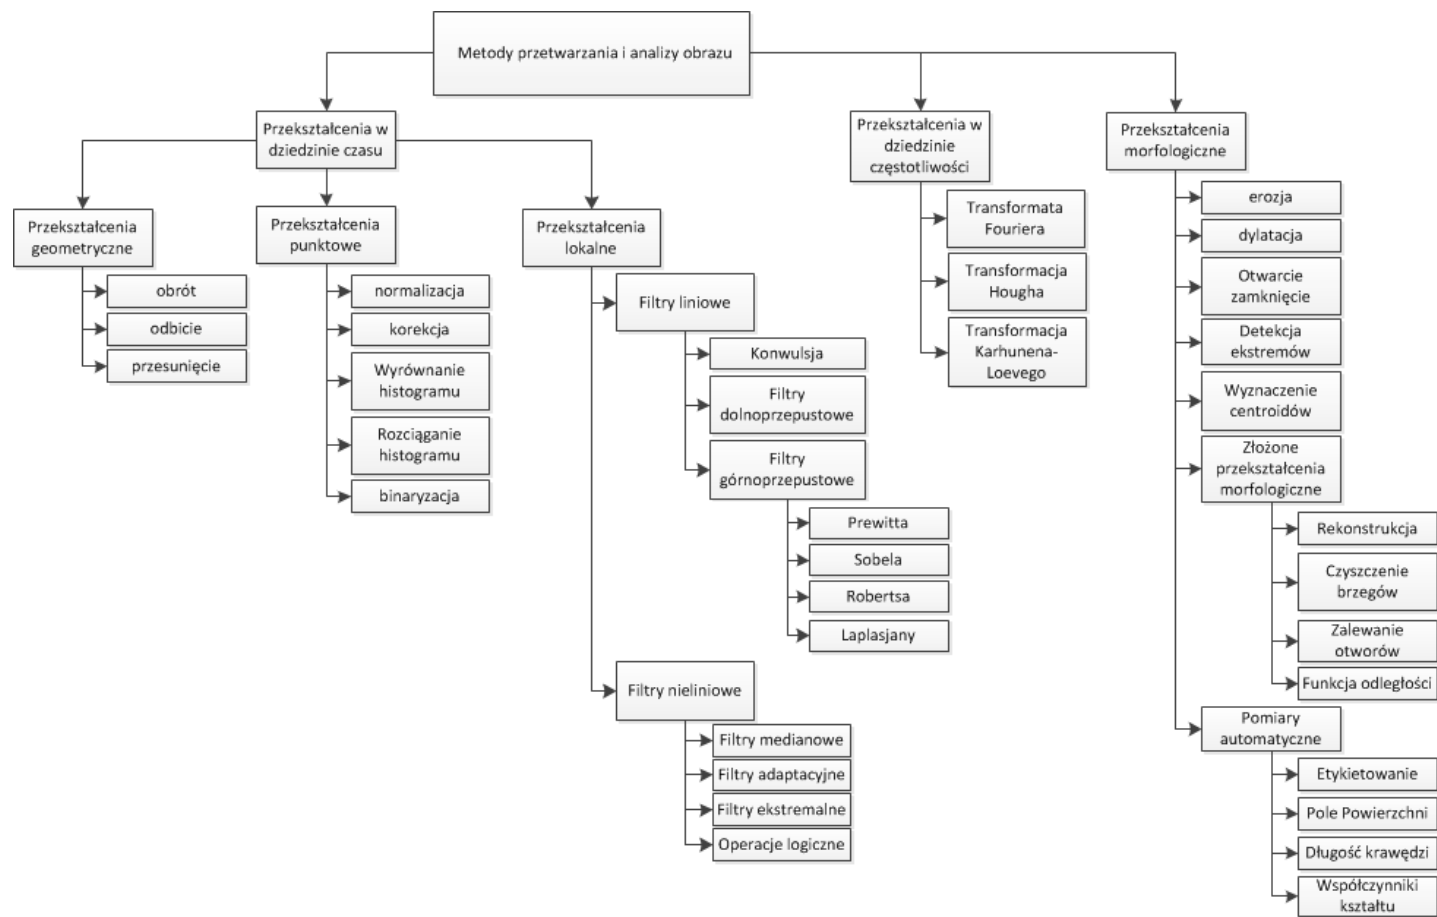 Metody przetwarzania i analizy obrazu
Przekształcenia w
dziedzinie czasu
Przekształcenia
geometryczne
obrót
odbicie
przesunięcie
Przekształcenia
punktowe
normalizacja
korekcja
Wyrównanie
histogramu
Rozciąganie
histogramu
binaryzacja
Przekształcenia
lokalne
Filtry liniowe
Konwulsja
Filtry
dolnoprzepustowe
Filtry
górnoprzepustowe
Prewitta
Sobela
Robertsa
Laplasjany
Filtry nieliniowe
Filtry medianowe
Filtry adaptacyjne
Filtry ekstremalne
Operacje logiczne
Przekształcenia w
dziedzinie
częstotliwości
Transformata
Fouriera
Transformacja
Hougha
Transformacja
Karhunena-
Loevego
Przekształcenia
morfologiczne
erozja
dylatacja
Otwarcie
zamknięcie
Detekcja
ekstremów
Wyznaczenie
centroidów
Złożone
przekształcenia
morfologiczne
Rekonstrukcja
Czyszczenie
brzegów
Zalewanie
otworów
Funkcja odległości
Pomiary
automatyczne
Etykietowanie
Pole Powierzchni
Długość krawędzi
Współczynniki
kształtu